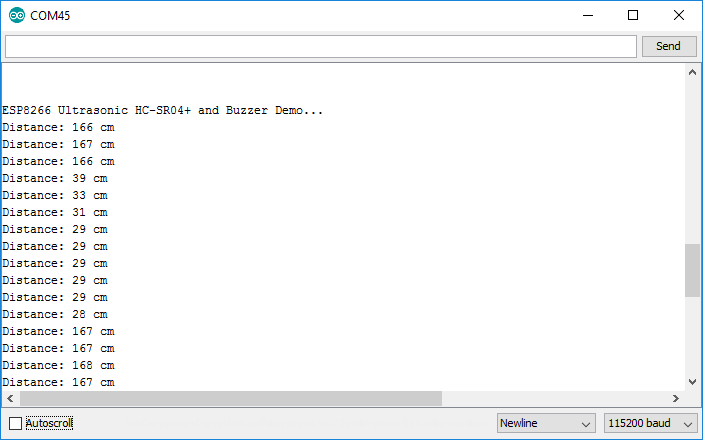 COM45
Send
ESP8266 Ultrasonic HC-SR04+ and Buzzer Demo...
Distance: 166 cm
Distance: 167 cm
Distance: 166 cm
Distance: 39 cm
Distance: 33 cm
Distance: 31 cm
Distance: 29 cm
Distance: 29 cm
Distance: 29 cm
Distance: 29 cm
Distance: 29 cm
Distance: 28 cm
Distance: 167 cm
Distance: 167 cm
Distance: 168 cm
Distance: 167 cm
Autoscroll Newline 115200 baud